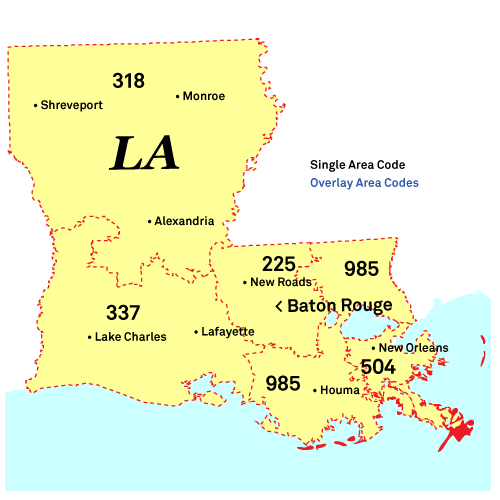 318
Monroe
Shreveport
LA
Single Area Code
Overlay Area Codes
Alexandria
225
985
New Roads
Baton Rouge
337
Lafayette
Lake Charles
New Orleans
504
985
Houma